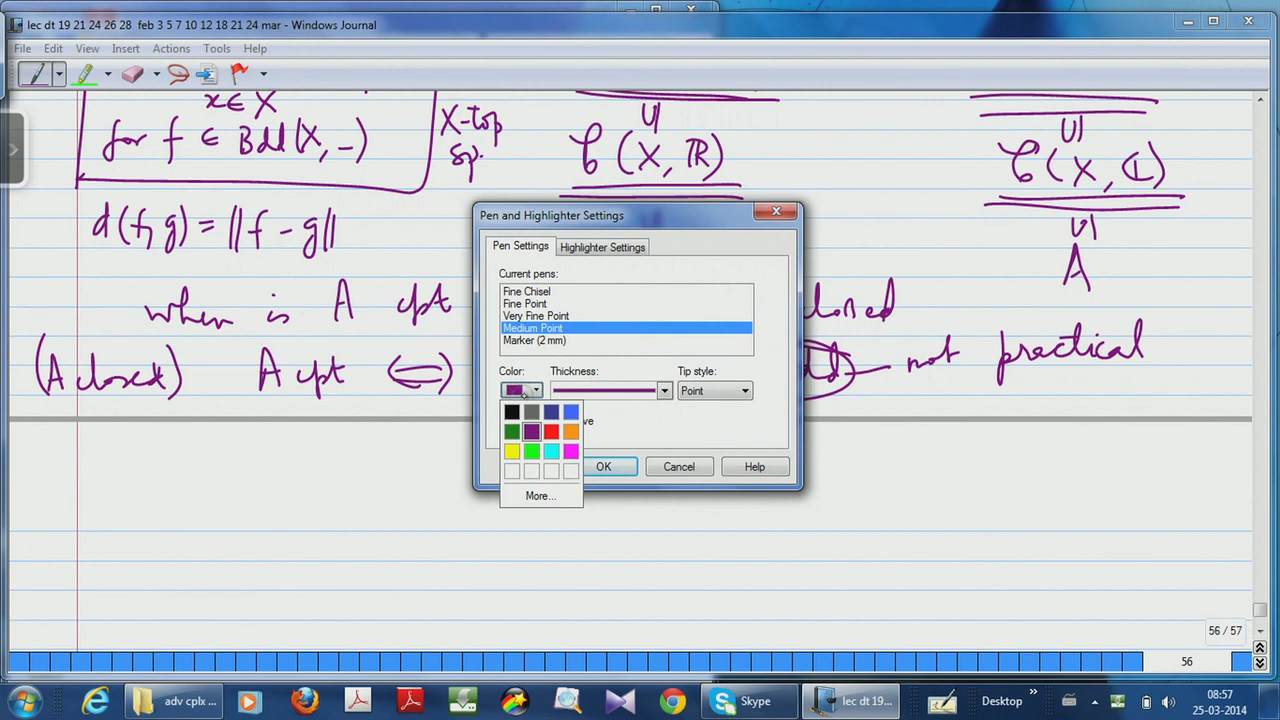 lec dt 19 21 24 26 28 feb 3 5 7 10 12 18 21 24 mar - Windows Journal
File Edit View Insert Actions Tools Help
x ∈ X
for f ∈ Bdd(X, –)
X-top
sp.
U|
𝒞(X, ℝ)
U|
𝒞(X, ℂ)
d(f, g) = ||f - g||
U|
A
when is A cpt
closed
(A closed) A cpt ⇔
not practical
Pen and Highlighter Settings
Pen Settings Highlighter Settings
Current pens:
Fine Chisel
Fine Point
Very Fine Point
Medium Point
Marker (2 mm)
Color: Thickness: Tip style:
Point
OK Cancel Help
More...
56 / 57
56
adv cplx ... Skype lec dt 19... Desktop »
08:57
25-03-2014